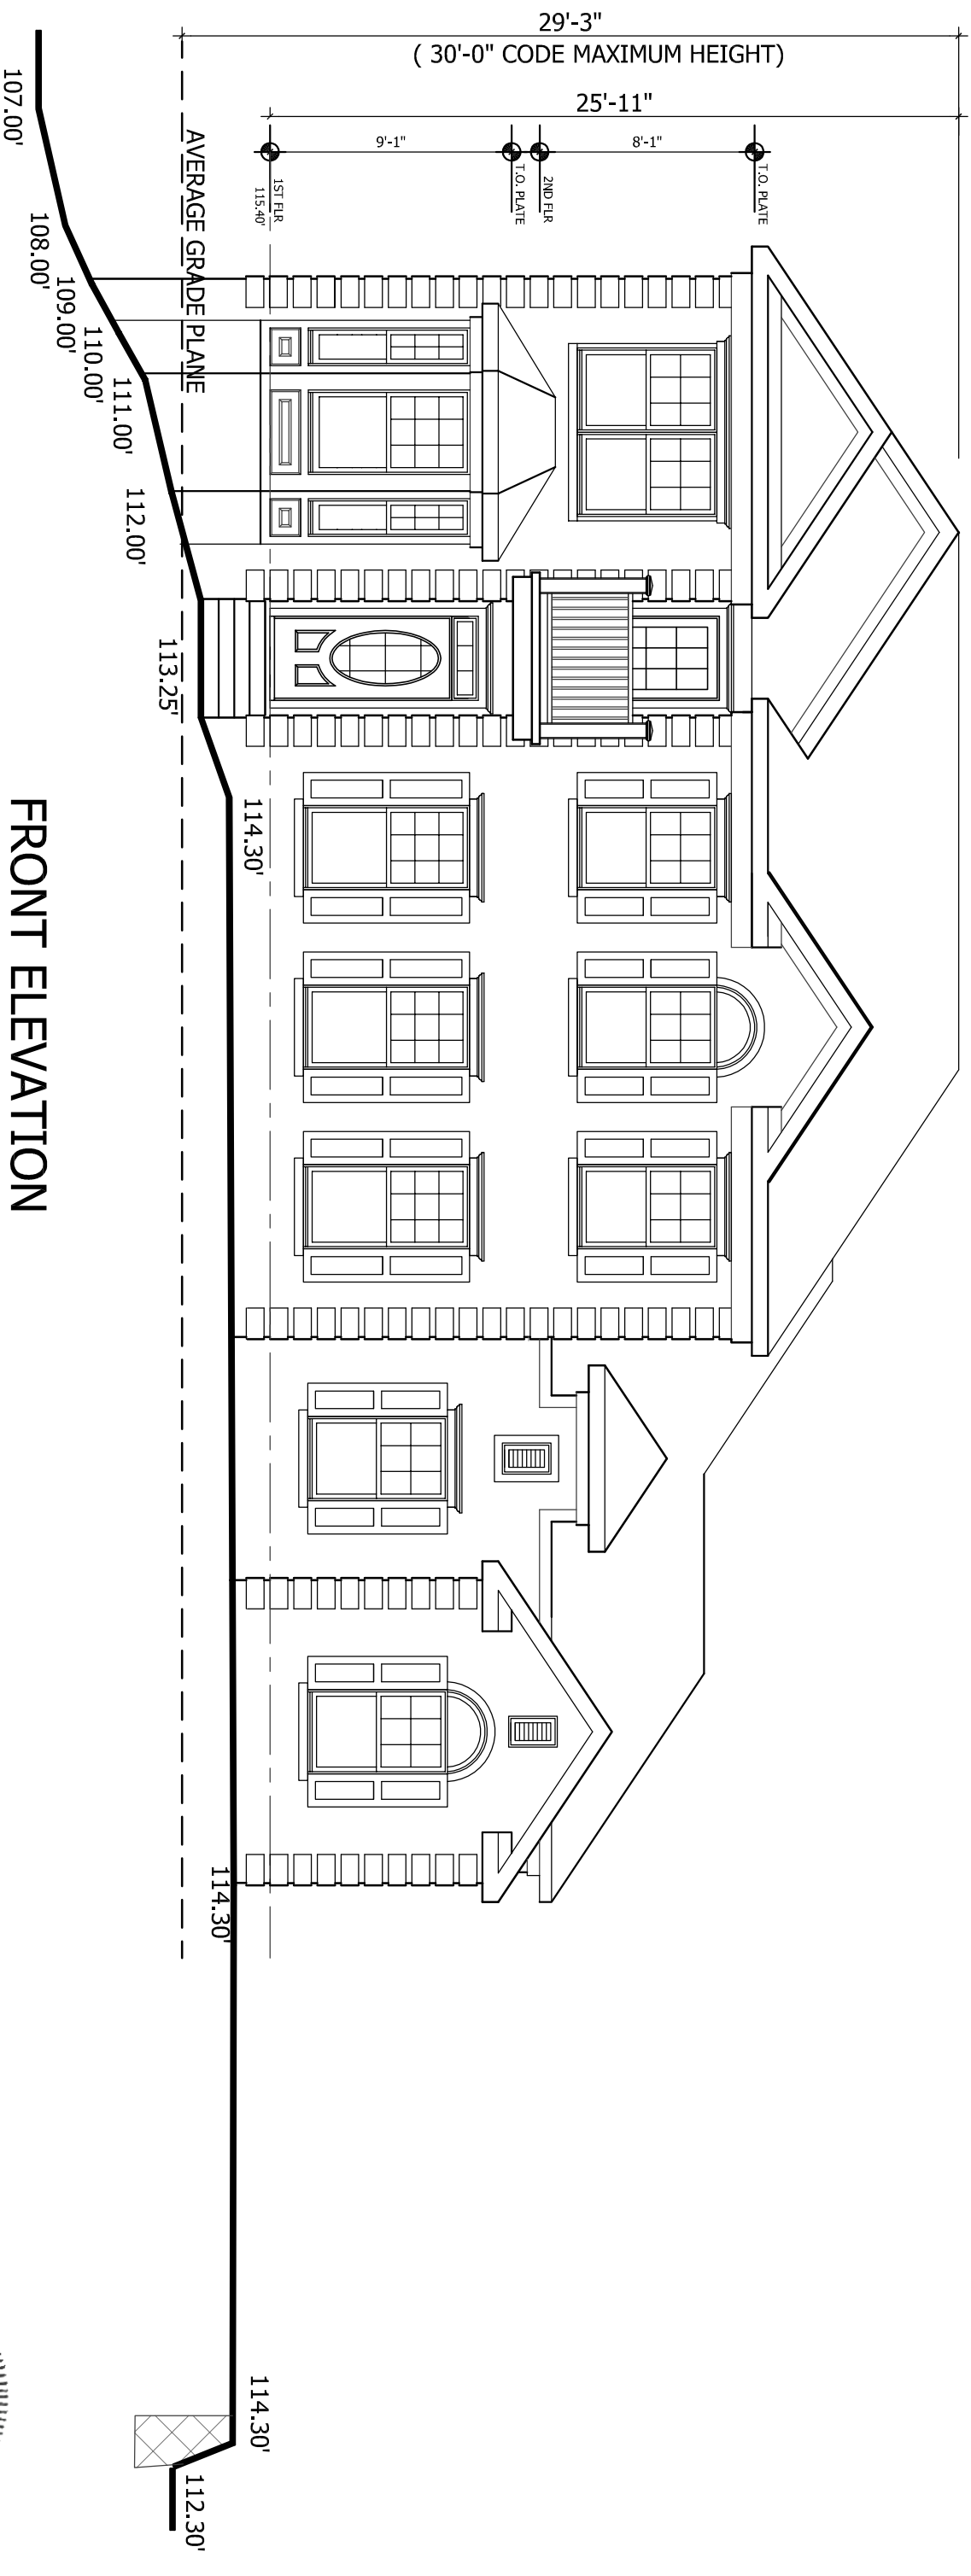 29'-3"
( 30'-0" CODE MAXIMUM HEIGHT)
25'-11"
8'-1"
9'-1"
T.O. PLATE
2ND FLR
T.O. PLATE
1ST FLR
115.40'
AVERAGE GRADE PLANE
107.00'
108.00'
109.00'
110.00'
111.00'
112.00'
113.25'
114.30'
114.30'
114.30'
112.30'
FRONT ELEVATION